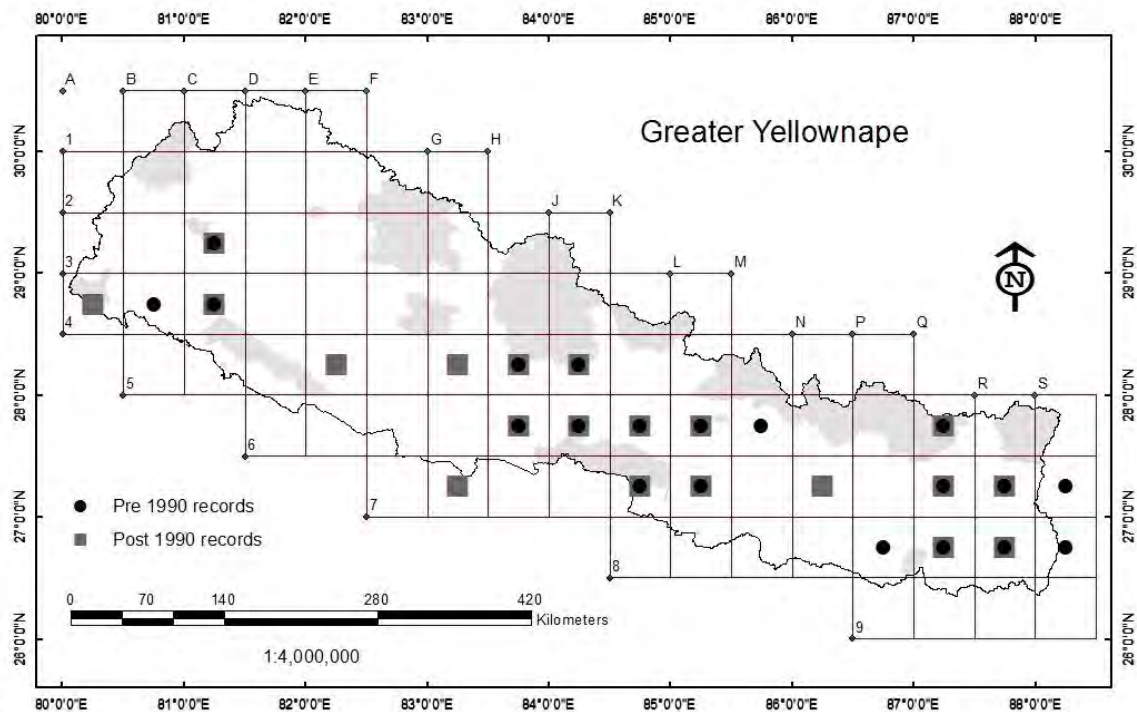 80°0'0"E 81°0'0"E 82°0'0"E 83°0'0"E 84°0'0"E 85°0'0"E 86°0'0"E 87°0'0"E 88°0'0"E
A B C D E F
Greater Yellownape
30°0'0"N 1 G H 30°0'0"N
2 J K
29°0'0"N 3 L M N 29°0'0"N
4 N P Q
28°0'0"N 5 R S 28°0'0"N
6
Pre 1990 records
27°0'0"N 7 27°0'0"N
Post 1990 records
8
0 70 140 280 420
Kilometers
26°0'0"N 9 26°0'0"N
1:4,000,000
80°0'0"E 81°0'0"E 82°0'0"E 83°0'0"E 84°0'0"E 85°0'0"E 86°0'0"E 87°0'0"E 88°0'0"E